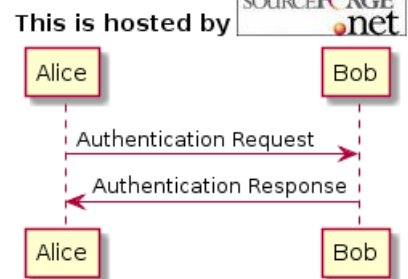 SOURCEFORGE
This is hosted by .net
Alice Bob
Authentication Request
Authentication Response
Alice Bob